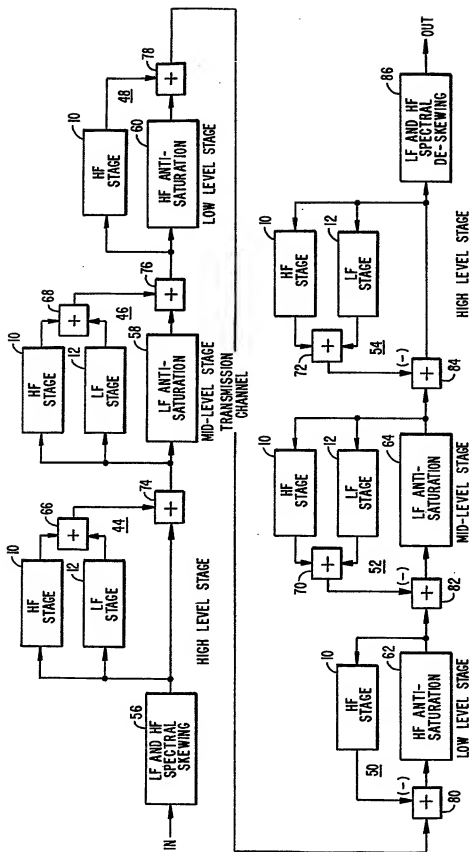 IN
56
LF AND HF
SPECTRAL
SKEWING
10
HF
STAGE
12
LF
STAGE
66
+
44
74
+
HIGH LEVEL STAGE
10
HF
STAGE
12
LF
STAGE
68
+
46
76
+
58
LF ANTI-
SATURATION
MID-LEVEL STAGE
TRANSMISSION
CHANNEL
10
HF
STAGE
48
78
+
60
HF ANTI-
SATURATION
LOW LEVEL STAGE
10
HF
STAGE
50
(-)
+
80
62
HF ANTI-
SATURATION
LOW LEVEL STAGE
10
HF
STAGE
12
LF
STAGE
70
+
52
(-)
+
82
64
LF ANTI-
SATURATION
MID-LEVEL STAGE
10
HF
STAGE
12
LF
STAGE
72
+
54
(-)
+
84
HIGH LEVEL STAGE
86
LF AND HF
SPECTRAL
DE-SKEWING
OUT